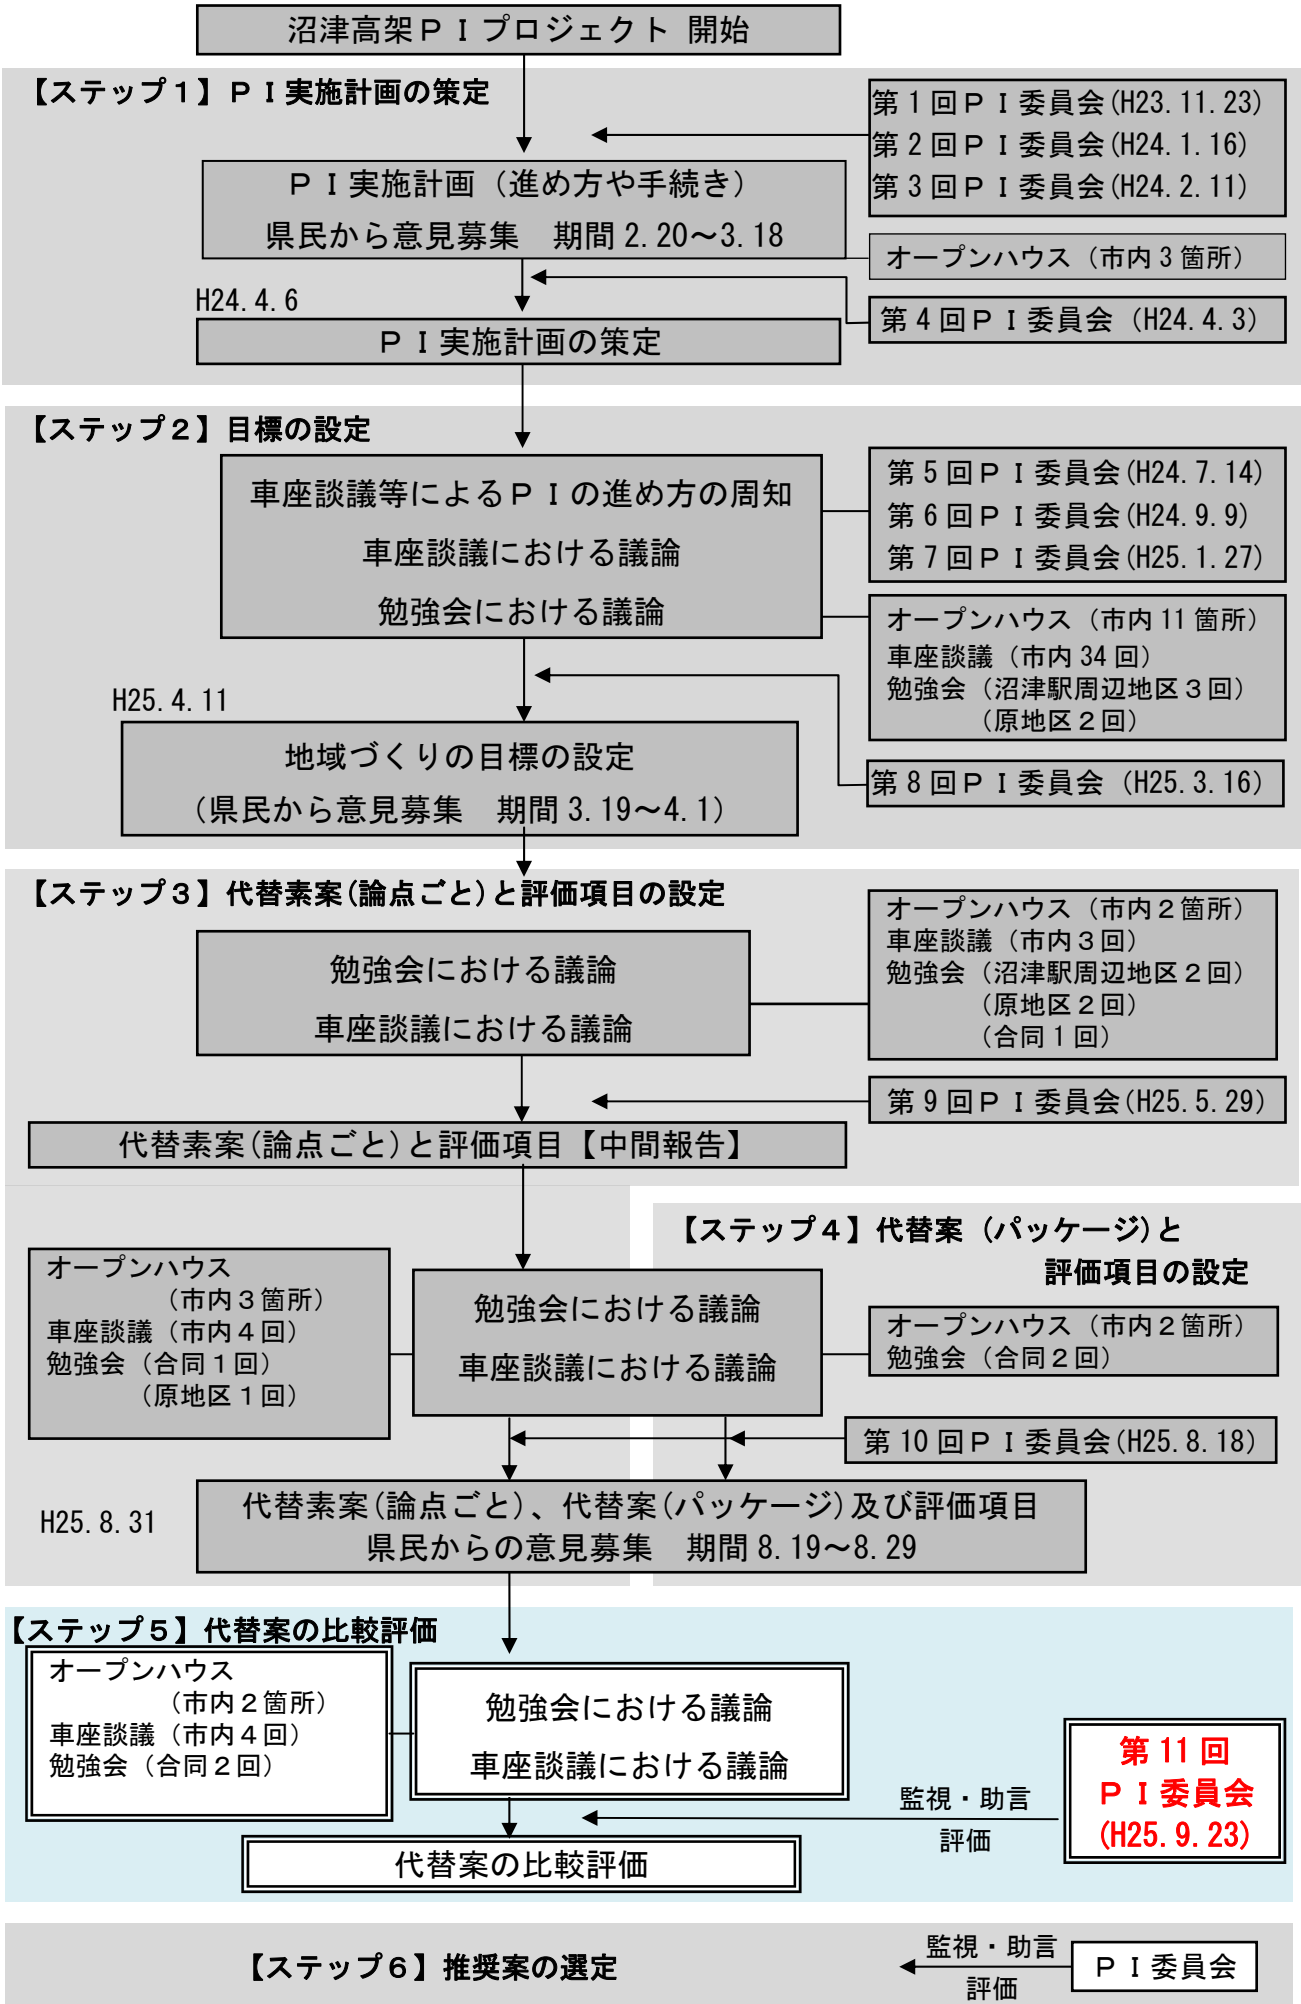 沼津高架ＰＩプロジェクト 開始
【ステップ１】ＰＩ実施計画の策定
第１回ＰＩ委員会(H23.11.23)
第２回ＰＩ委員会(H24.1.16)
第３回ＰＩ委員会(H24.2.11)
ＰＩ実施計画（進め方や手続き）
県民から意見募集　期間2.20～3.18
オープンハウス（市内3箇所）
H24.4.6
第４回ＰＩ委員会（H24.4.3)
ＰＩ実施計画の策定
【ステップ２】目標の設定
車座談議等によるＰＩの進め方の周知
車座談議における議論
勉強会における議論
第５回ＰＩ委員会(H24.7.14)
第６回ＰＩ委員会(H24.9.9)
第７回ＰＩ委員会(H25.1.27)
オープンハウス（市内11箇所）
車座談議（市内34回）
勉強会（沼津駅周辺地区３回）
（原地区２回）
H25.4.11
地域づくりの目標の設定
（県民から意見募集　期間3.19～4.1）
第８回ＰＩ委員会（H25.3.16)
【ステップ３】代替素案(論点ごと)と評価項目の設定
勉強会における議論
車座談議における議論
オープンハウス（市内２箇所）
車座談議（市内３回）
勉強会（沼津駅周辺地区２回）
（原地区２回）
（合同１回）
第９回ＰＩ委員会(H25.5.29)
代替素案(論点ごと)と評価項目【中間報告】
【ステップ４】代替案（パッケージ)と
評価項目の設定
オープンハウス
（市内３箇所）
車座談議（市内４回）
勉強会（合同１回）
（原地区１回）
勉強会における議論
車座談議における議論
オープンハウス（市内２箇所）
勉強会（合同２回）
第10回ＰＩ委員会(H25.8.18)
H25.8.31
代替素案(論点ごと)、代替案(パッケージ)及び評価項目
県民からの意見募集　期間8.19～8.29
【ステップ５】代替案の比較評価
オープンハウス
（市内２箇所）
車座談議（市内４回）
勉強会（合同２回）
勉強会における議論
車座談議における議論
監視・助言
評価
第11回
ＰＩ委員会
(H25.9.23)
代替案の比較評価
【ステップ６】推奨案の選定
監視・助言
評価
ＰＩ委員会